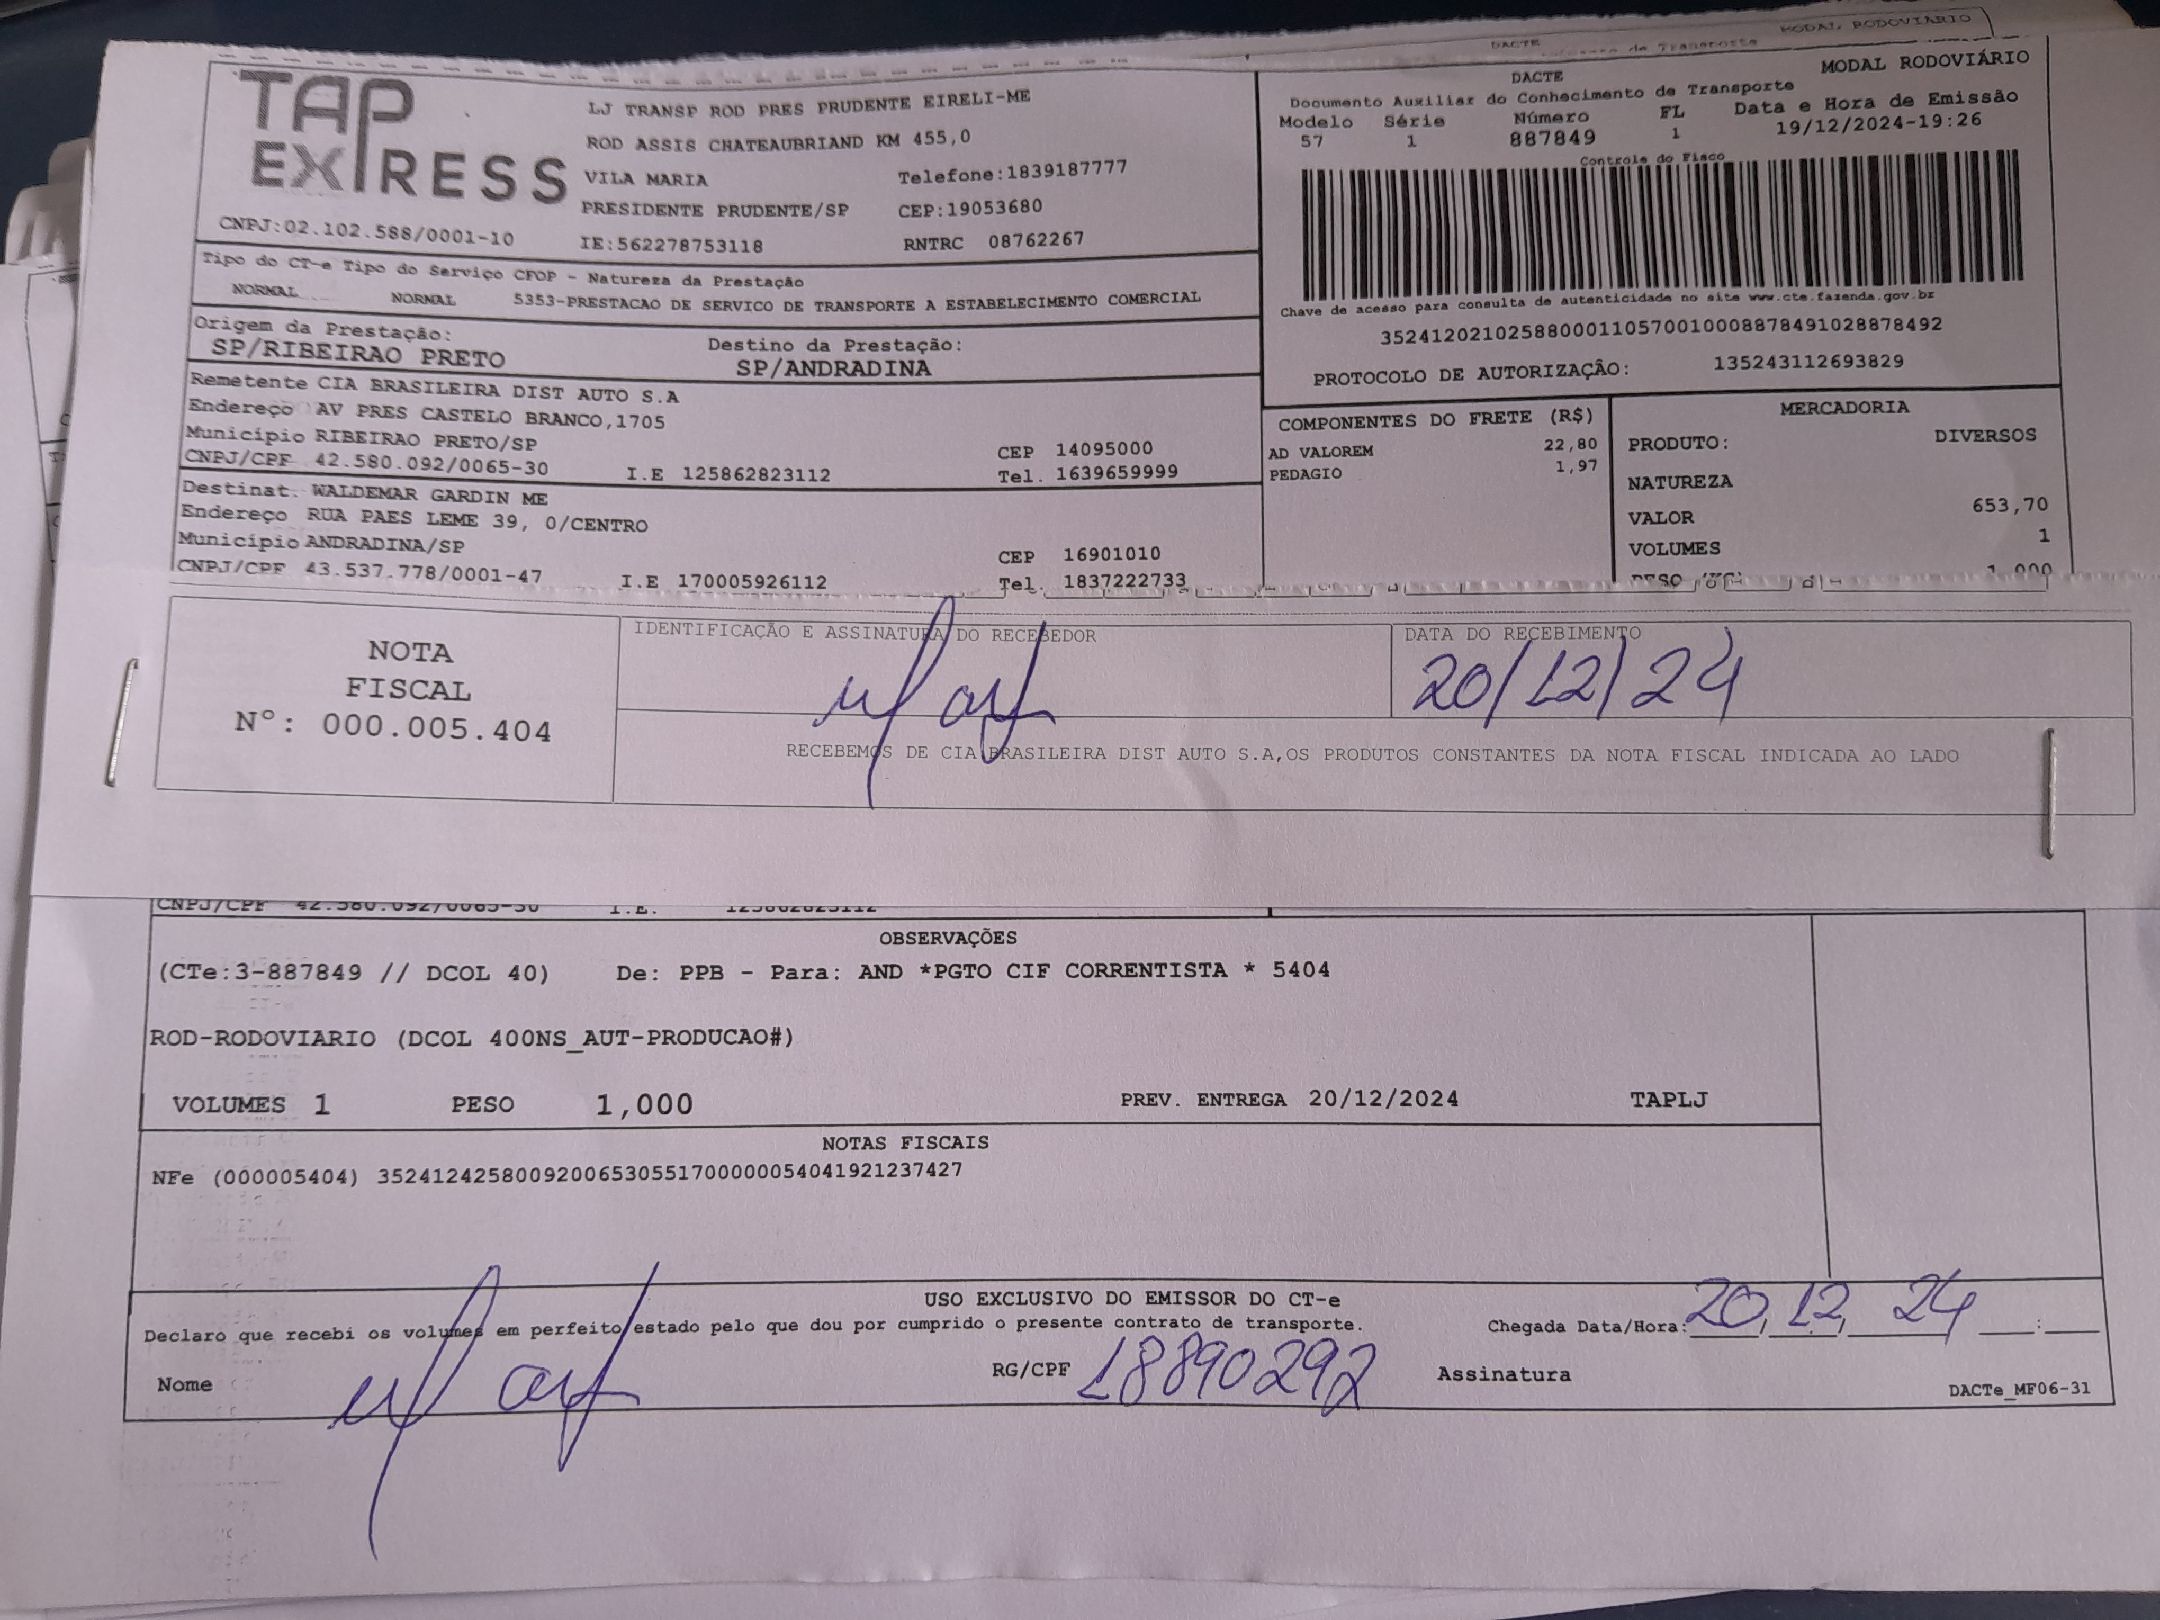 MODAL RODOVIÁRIO
DACTE
TAP
EXPRESS
LJ TRANSP ROD PRES PRUDENTE EIRELI-ME
ROD ASSIS CHATEAUBRIAND KM 455,0
VILA MARIA Telefone:1839187777
PRESIDENTE PRUDENTE/SP CEP:19053680
CNPJ:02.102.588/0001-10 IE:562278753118 RNTRC 08762267
DACTE MODAL RODOVIÁRIO
Documento Auxiliar do Conhecimento de Transporte
Modelo Série Número FL Data e Hora de Emissão
57 1 887849 1 19/12/2024-19:26
Controle do Fisco
Chave de acesso para consulta de autenticidade no site www.cte.fazenda.gov.br
35241202102588000110570010008878491028878492
PROTOCOLO DE AUTORIZAÇÃO: 135243112693829
Tipo do CT-e Tipo do Serviço CFOP - Natureza da Prestação
NORMAL NORMAL 5353-PRESTACAO DE SERVICO DE TRANSPORTE A ESTABELECIMENTO COMERCIAL
Origem da Prestação: Destino da Prestação:
SP/RIBEIRAO PRETO SP/ANDRADINA
Remetente CIA BRASILEIRA DIST AUTO S.A
Endereço AV PRES CASTELO BRANCO,1705
Município RIBEIRAO PRETO/SP CEP 14095000
CNPJ/CPF 42.580.092/0065-30 I.E 125862823112 Tel. 1639659999
Destinat. WALDEMAR GARDIN ME
Endereço RUA PAES LEME 39, 0/CENTRO
Município ANDRADINA/SP CEP 16901010
CNPJ/CPF 43.537.778/0001-47 I.E 170005926112 Tel. 1837222733
COMPONENTES DO FRETE (R$)
AD VALOREM 22,80
PEDAGIO 1,97
MERCADORIA
PRODUTO: DIVERSOS
NATUREZA
VALOR 653,70
VOLUMES 1
PESO (KG) 1,000
NOTA
FISCAL
Nº: 000.005.404
IDENTIFICAÇÃO E ASSINATURA DO RECEBEDOR
DATA DO RECEBIMENTO
20/12/24
RECEBEMOS DE CIA BRASILEIRA DIST AUTO S.A,OS PRODUTOS CONSTANTES DA NOTA FISCAL INDICADA AO LADO
CNPJ/CPF 42.580.092/0065-30 I.E. 125862823112
OBSERVAÇÕES
(CTe:3-887849 // DCOL 40) De: PPB - Para: AND *PGTO CIF CORRENTISTA * 5404
ROD-RODOVIARIO (DCOL 400NS_AUT-PRODUCAO#)
VOLUMES 1 PESO 1,000 PREV. ENTREGA 20/12/2024 TAPLJ
NOTAS FISCAIS
NFe (000005404) 35241242580092006530551700000054041921237427
USO EXCLUSIVO DO EMISSOR DO CT-e
Declaro que recebi os volumes em perfeito estado pelo que dou por cumprido o presente contrato de transporte. Chegada Data/Hora: 20, 12, 24 :
Nome RG/CPF 18890292 Assinatura
DACTe_MF06-31